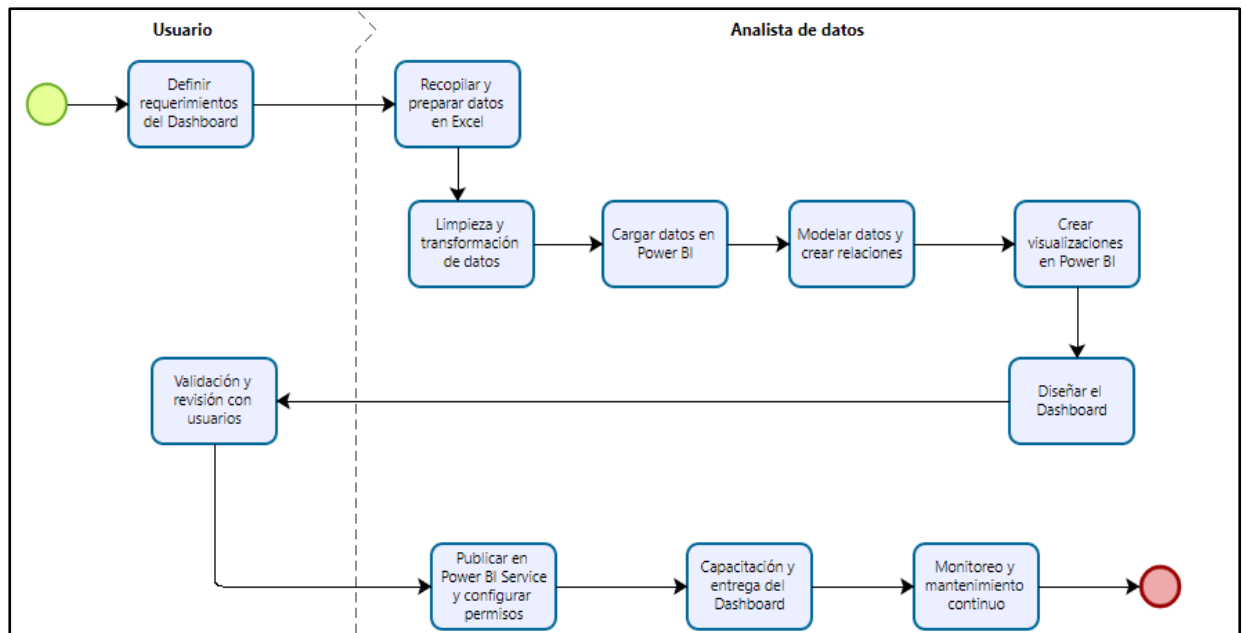 Usuario
Analista de datos
Definir
requerimientos
del Dashboard
Recopilar y
preparar datos
en Excel
Limpieza y
transformación
de datos
Cargar datos en
Power BI
Modelar datos y
crear relaciones
Crear
visualizaciones
en Power BI
Validación y
revisión con
usuarios
Diseñar el
Dashboard
Publicar en
Power BI Service
y configurar
permisos
Capacitación y
entrega del
Dashboard
Monitoreo y
mantenimiento
continuo